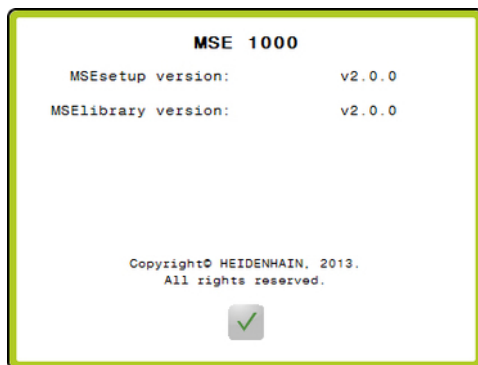 MSE 1000
MSEsetup version: v2.0.0
MSElibrary version: v2.0.0
Copyright© HEIDENHAIN, 2013.
All rights reserved.